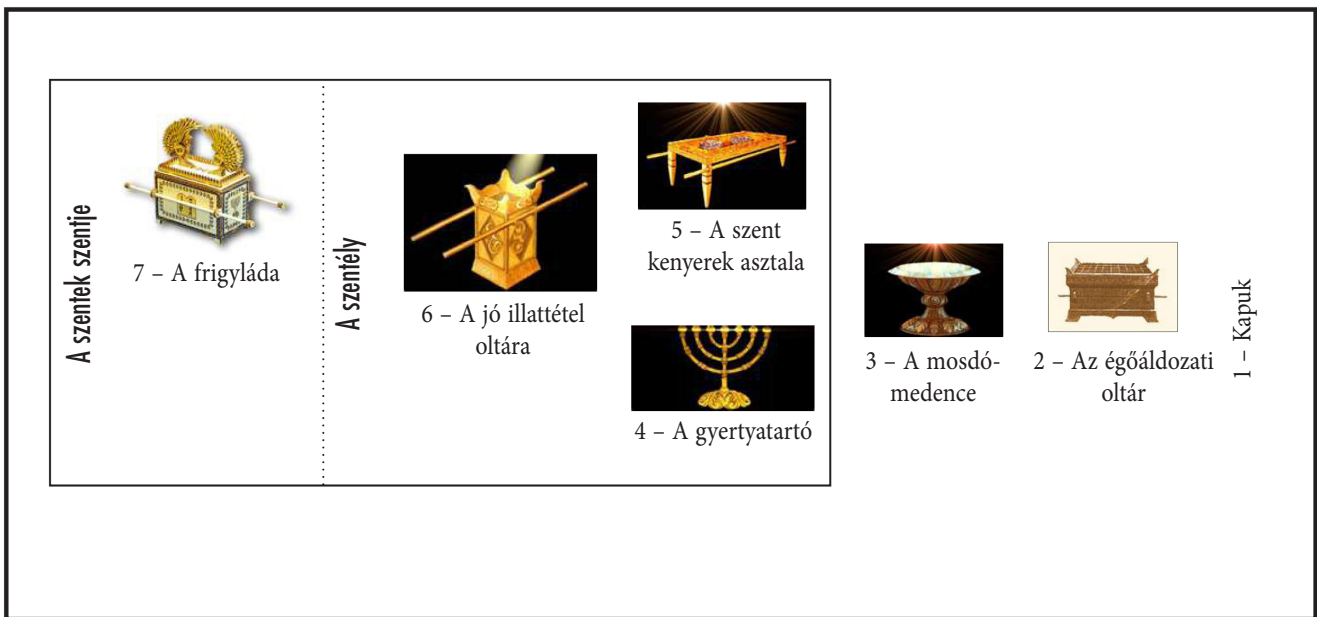 A szentek szentje
7 – A frigyláda
A szentély
6 – A jó illattétel
oltára
5 – A szent
kenyerek asztala
4 – A gyertyatartó
3 – A mosdó-
medence
2 – Az égőáldozati
oltár
1 – Kapuk